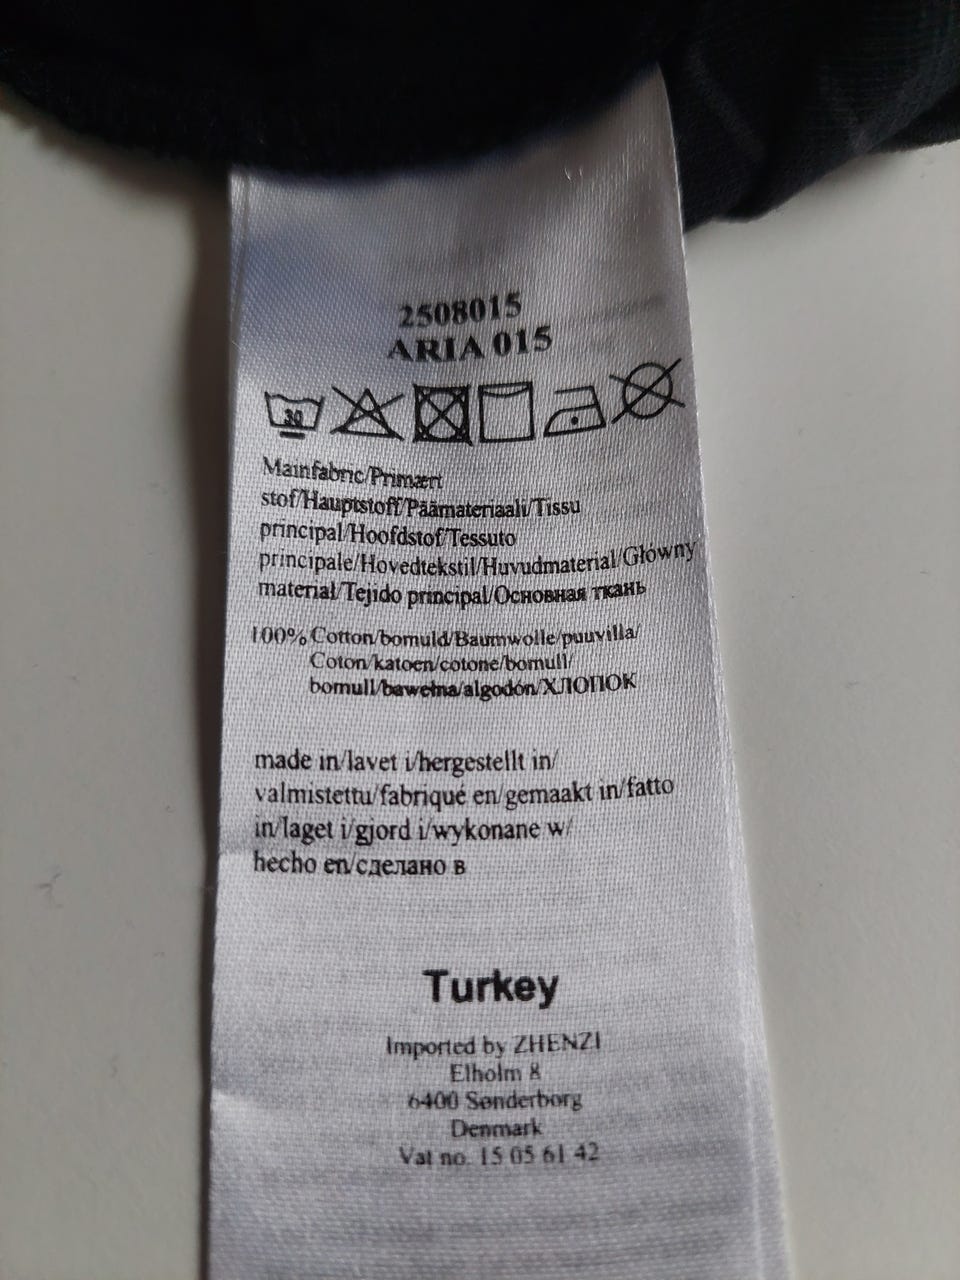 2508015
ARIA 015
30
Mainfabric/Primært
stof/Hauptstoff/Päämateriaali/Tissu
principal/Hoofdstof/Tessuto
principale/Hovedtekstil/Huvudmaterial/Główny
materiał/Tejido principal/Основная ткань
100% Cotton/bomuld/Baumwolle/puuvilla/
Coton/katoen/cotone/bomull/
bomull/bawełna/algodón/ХЛОПОК
made in/lavet i/hergestellt in/
valmistettu/fabriqué en/gemaakt in/fatto
in/laget i/gjord i/wykonane w/
hecho en/сделано в
Turkey
Imported by ZHENZI
Elholm 8
6400 Sønderborg
Denmark
Vat no. 15 05 61 42